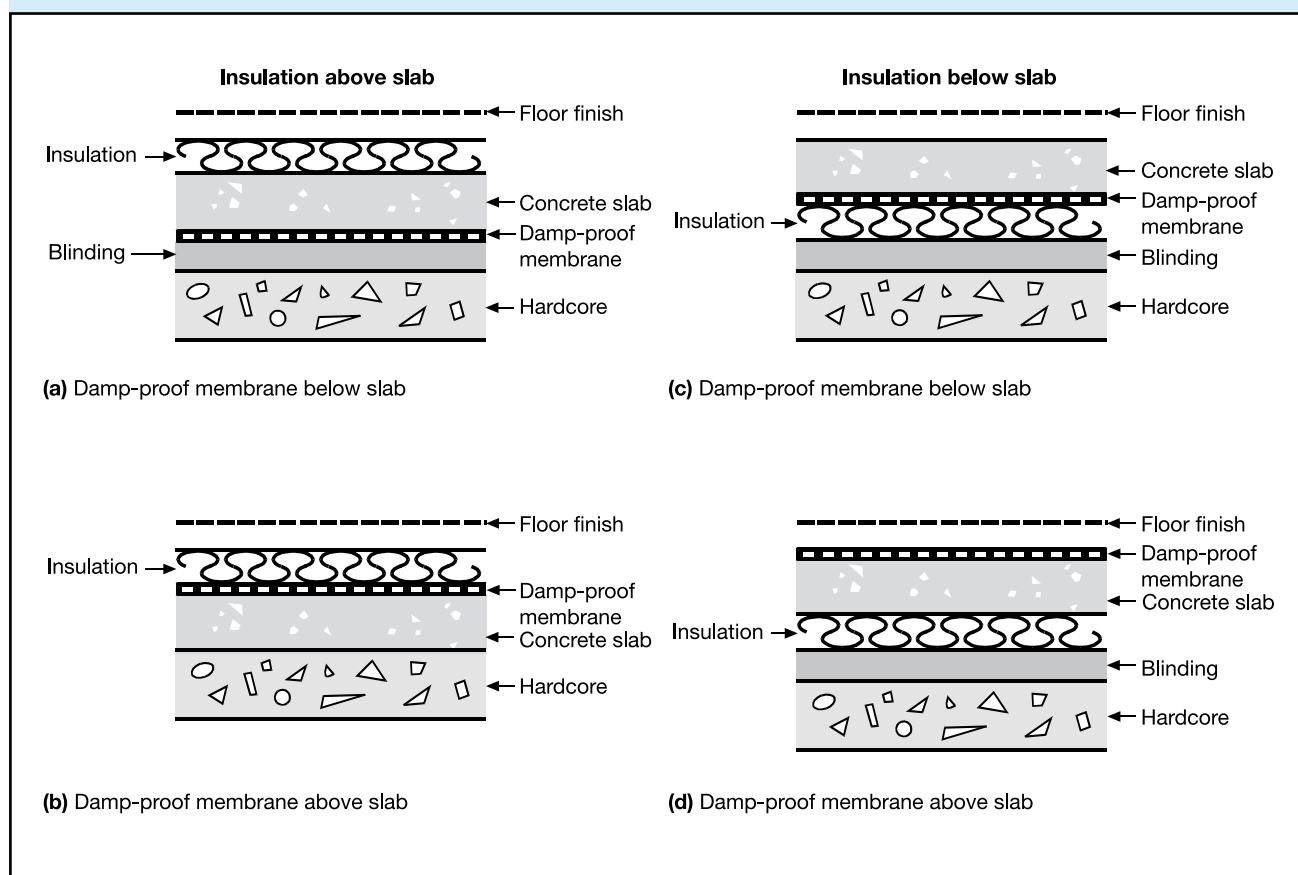 Insulation above slab
Floor finish
Insulation
Concrete slab
Damp-proof
membrane
Blinding
Hardcore
(a) Damp-proof membrane below slab
Insulation below slab
Floor finish
Concrete slab
Damp-proof
membrane
Insulation
Blinding
Hardcore
(c) Damp-proof membrane below slab
Floor finish
Insulation
Damp-proof
membrane
Concrete slab
Hardcore
(b) Damp-proof membrane above slab
Floor finish
Damp-proof
membrane
Concrete slab
Insulation
Blinding
Hardcore
(d) Damp-proof membrane above slab